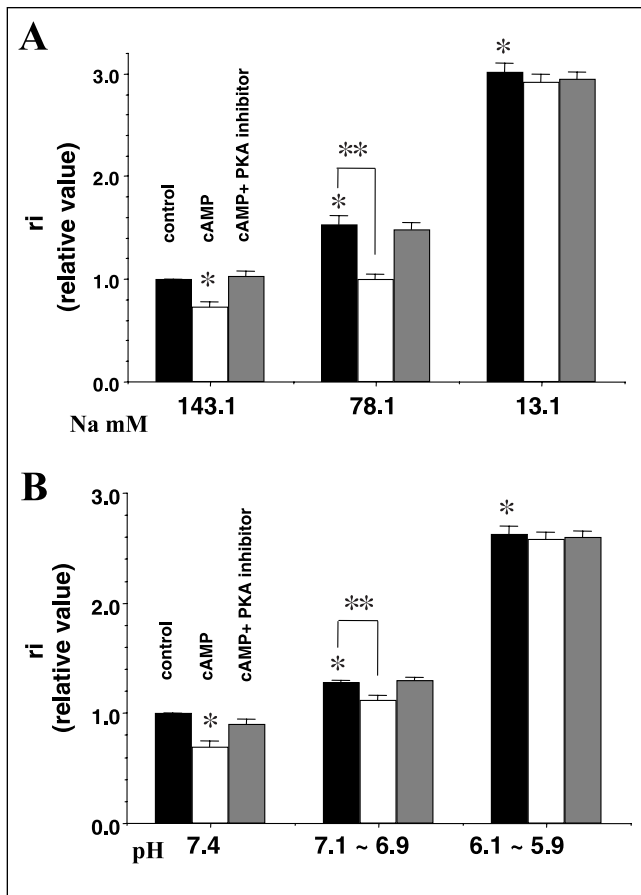 A
ri
(relative value)
3.0
2.0
1.0
0.0
control
cAMP
cAMP+ PKA inhibitor
*
*
**
*
143.1 78.1 13.1
Na mM
B
ri
(relative value)
3.0
2.0
1.0
0.0
control
cAMP
cAMP+ PKA inhibitor
*
*
**
*
pH 7.4 7.1 ~ 6.9 6.1 ~ 5.9